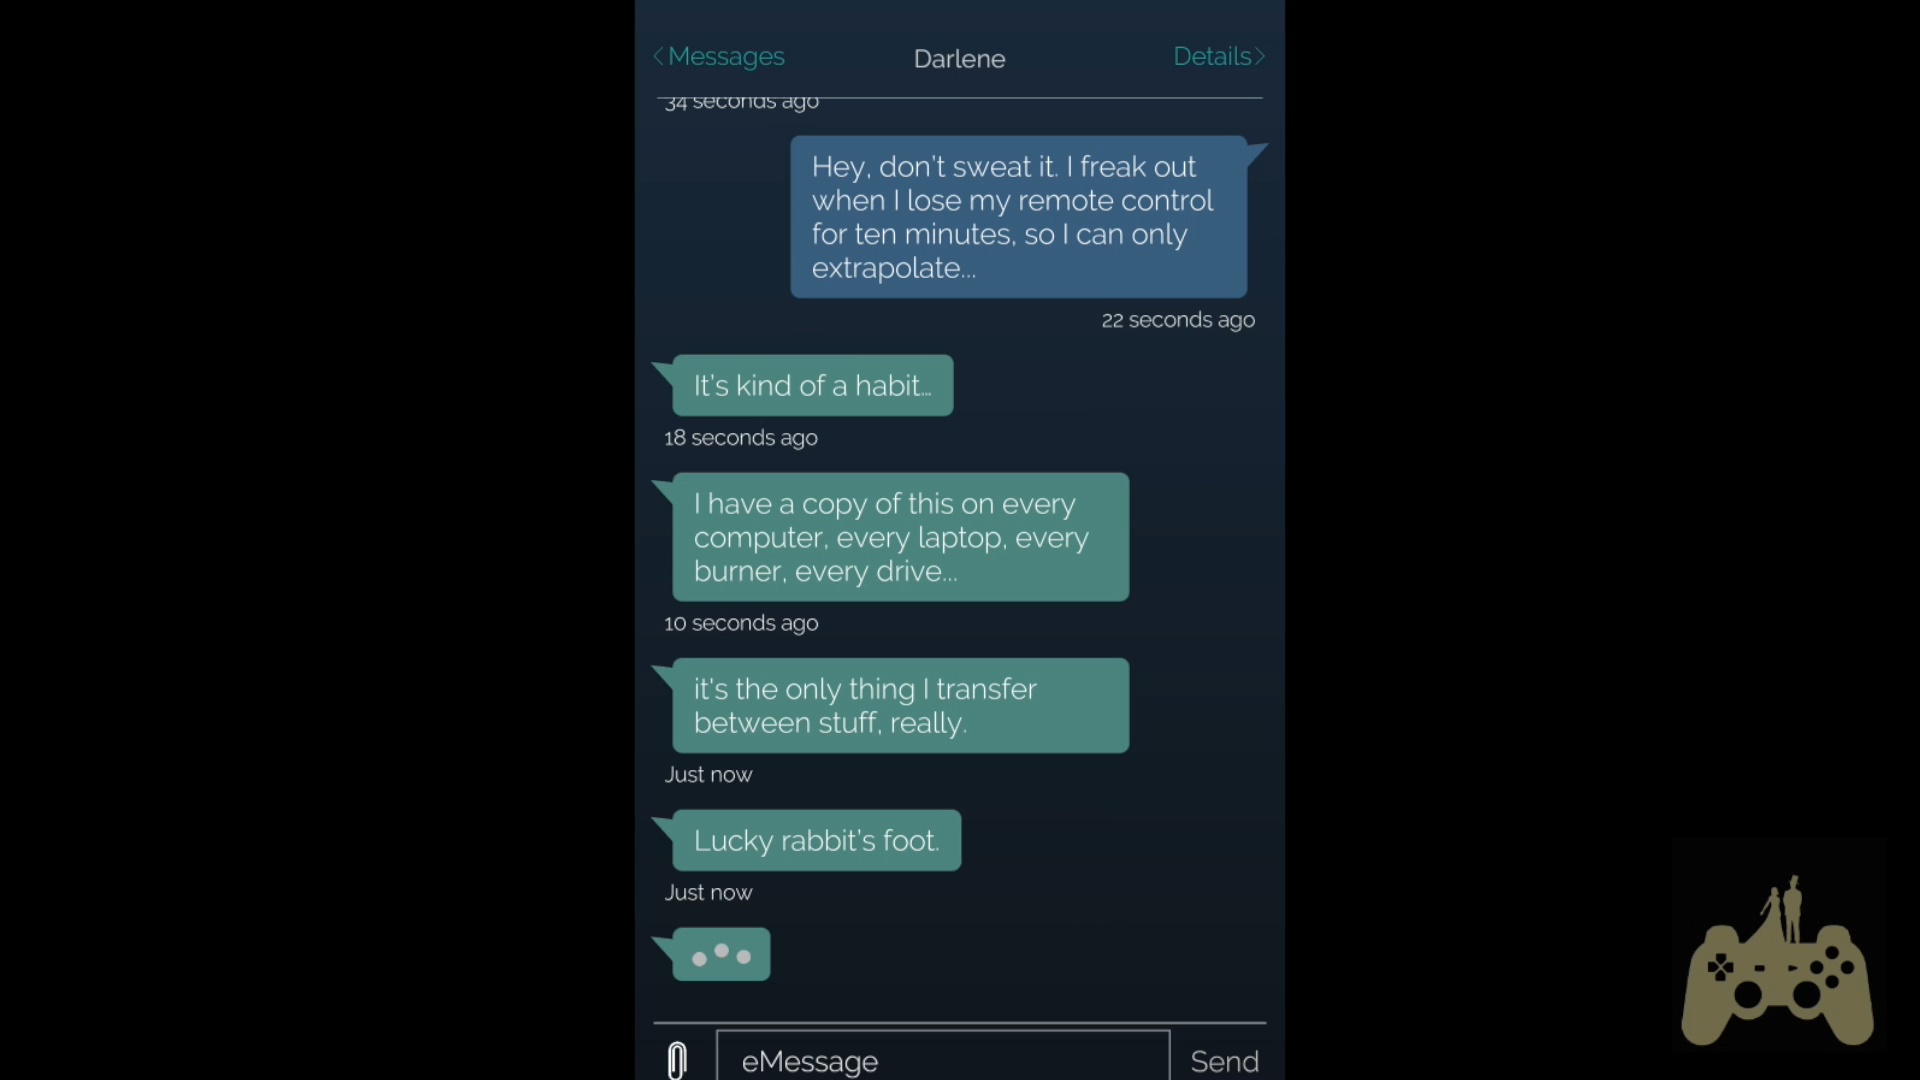 Messages
Darlene
Details
34 seconds ago
Hey, don't sweat it. I freak out
when I lose my remote control
for ten minutes, so I can only
extrapolate...
22 seconds ago
It's kind of a habit...
18 seconds ago
I have a copy of this on every
computer, every laptop, every
burner, every drive...
10 seconds ago
it's the only thing I transfer
between stuff, really.
Just now
Lucky rabbit's foot.
Just now
eMessage
Send